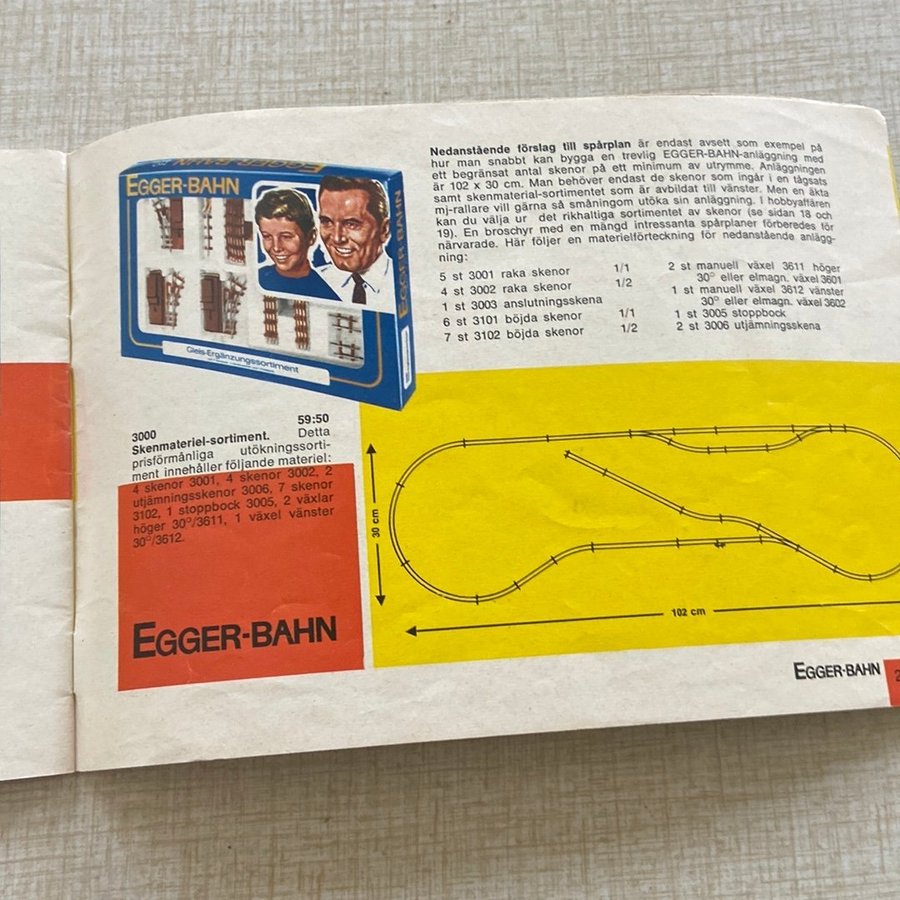 EGGER-BAHN
EGGER-BAHN
EGGER-BAHN
Gleis-Ergänzungssortiment
Nedanstående förslag till spårplan är endast avsett som exempel på
hur man snabbt kan bygga en trevlig EGGER-BAHN-anläggning med
ett begränsat antal skenor på ett minimum av utrymme. Anläggningen
är 102 x 30 cm. Man behöver endast de skenor som ingår i en tågsats
samt skenmaterial-sortimentet som är avbildat till vänster. Men en äkta
mj-rallare vill gärna så småningom utöka sin anläggning. I hobbyaffären
kan du välja ur det rikhaltiga sortimentet av skenor (se sidan 18 och
19). En broschyr med en mängd intressanta spårplaner förberedes för
närvarade. Här följer en materielförteckning för nedanstående anlägg-
ning:
5 st 3001 raka skenor 1/1
4 st 3002 raka skenor 1/2
1 st 3003 anslutningsskena
6 st 3101 böjda skenor 1/1
7 st 3102 böjda skenor 1/2
2 st manuell växel 3611 höger
30° eller elmagn. växel 3601
1 st manuell växel 3612 vänster
30° eller elmagn. växel 3602
1 st 3005 stoppbock
2 st 3006 utjämningsskena
3000 59:50
Skenmateriel-sortiment. Detta
prisförmånliga utökningssorti-
ment innehåller följande materiel:
4 skenor 3001, 4 skenor 3002, 2
utjämningsskenor 3006, 7 skenor
3102, 1 stoppbock 3005, 2 växlar
höger 30°/3611, 1 växel vänster
30°/3612.
EGGER-BAHN
30 cm
102 cm
EGGER-BAHN
2